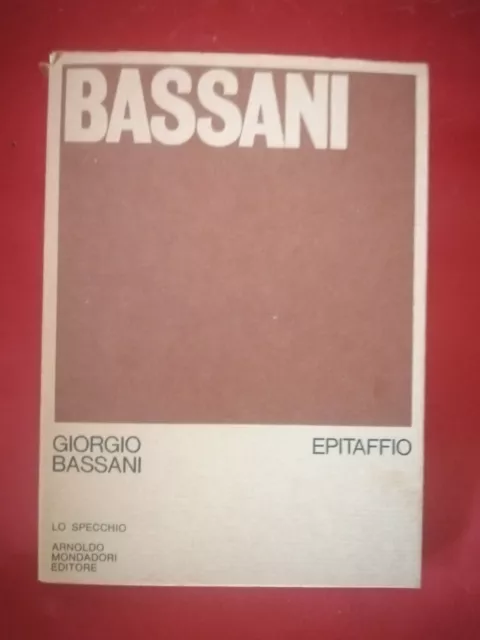 BASSANI
GIORGIO
BASSANI
EPITAFFIO
LO SPECCHIO
ARNOLDO
MONDADORI
EDITORE